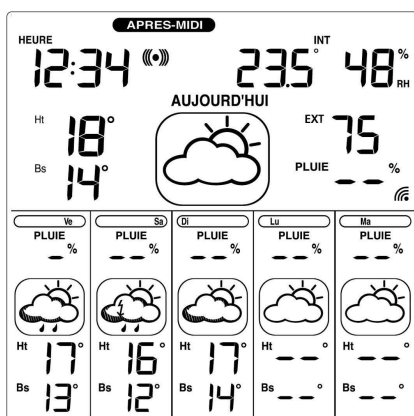 APRES-MIDI
HEURE INT
12:34 23.5° 48% RH
AUJOURD'HUI
Ht 18° EXT 75
Bs 14° PLUIE -- %
Ve Sa Di Lu Ma
PLUIE PLUIE PLUIE PLUIE PLUIE
-- % -- % -- % -- % -- %
Ht 17° Ht 16° Ht 17° Ht -- ° Ht -- °
Bs 13° Bs 12° Bs 14° Bs -- ° Bs -- °